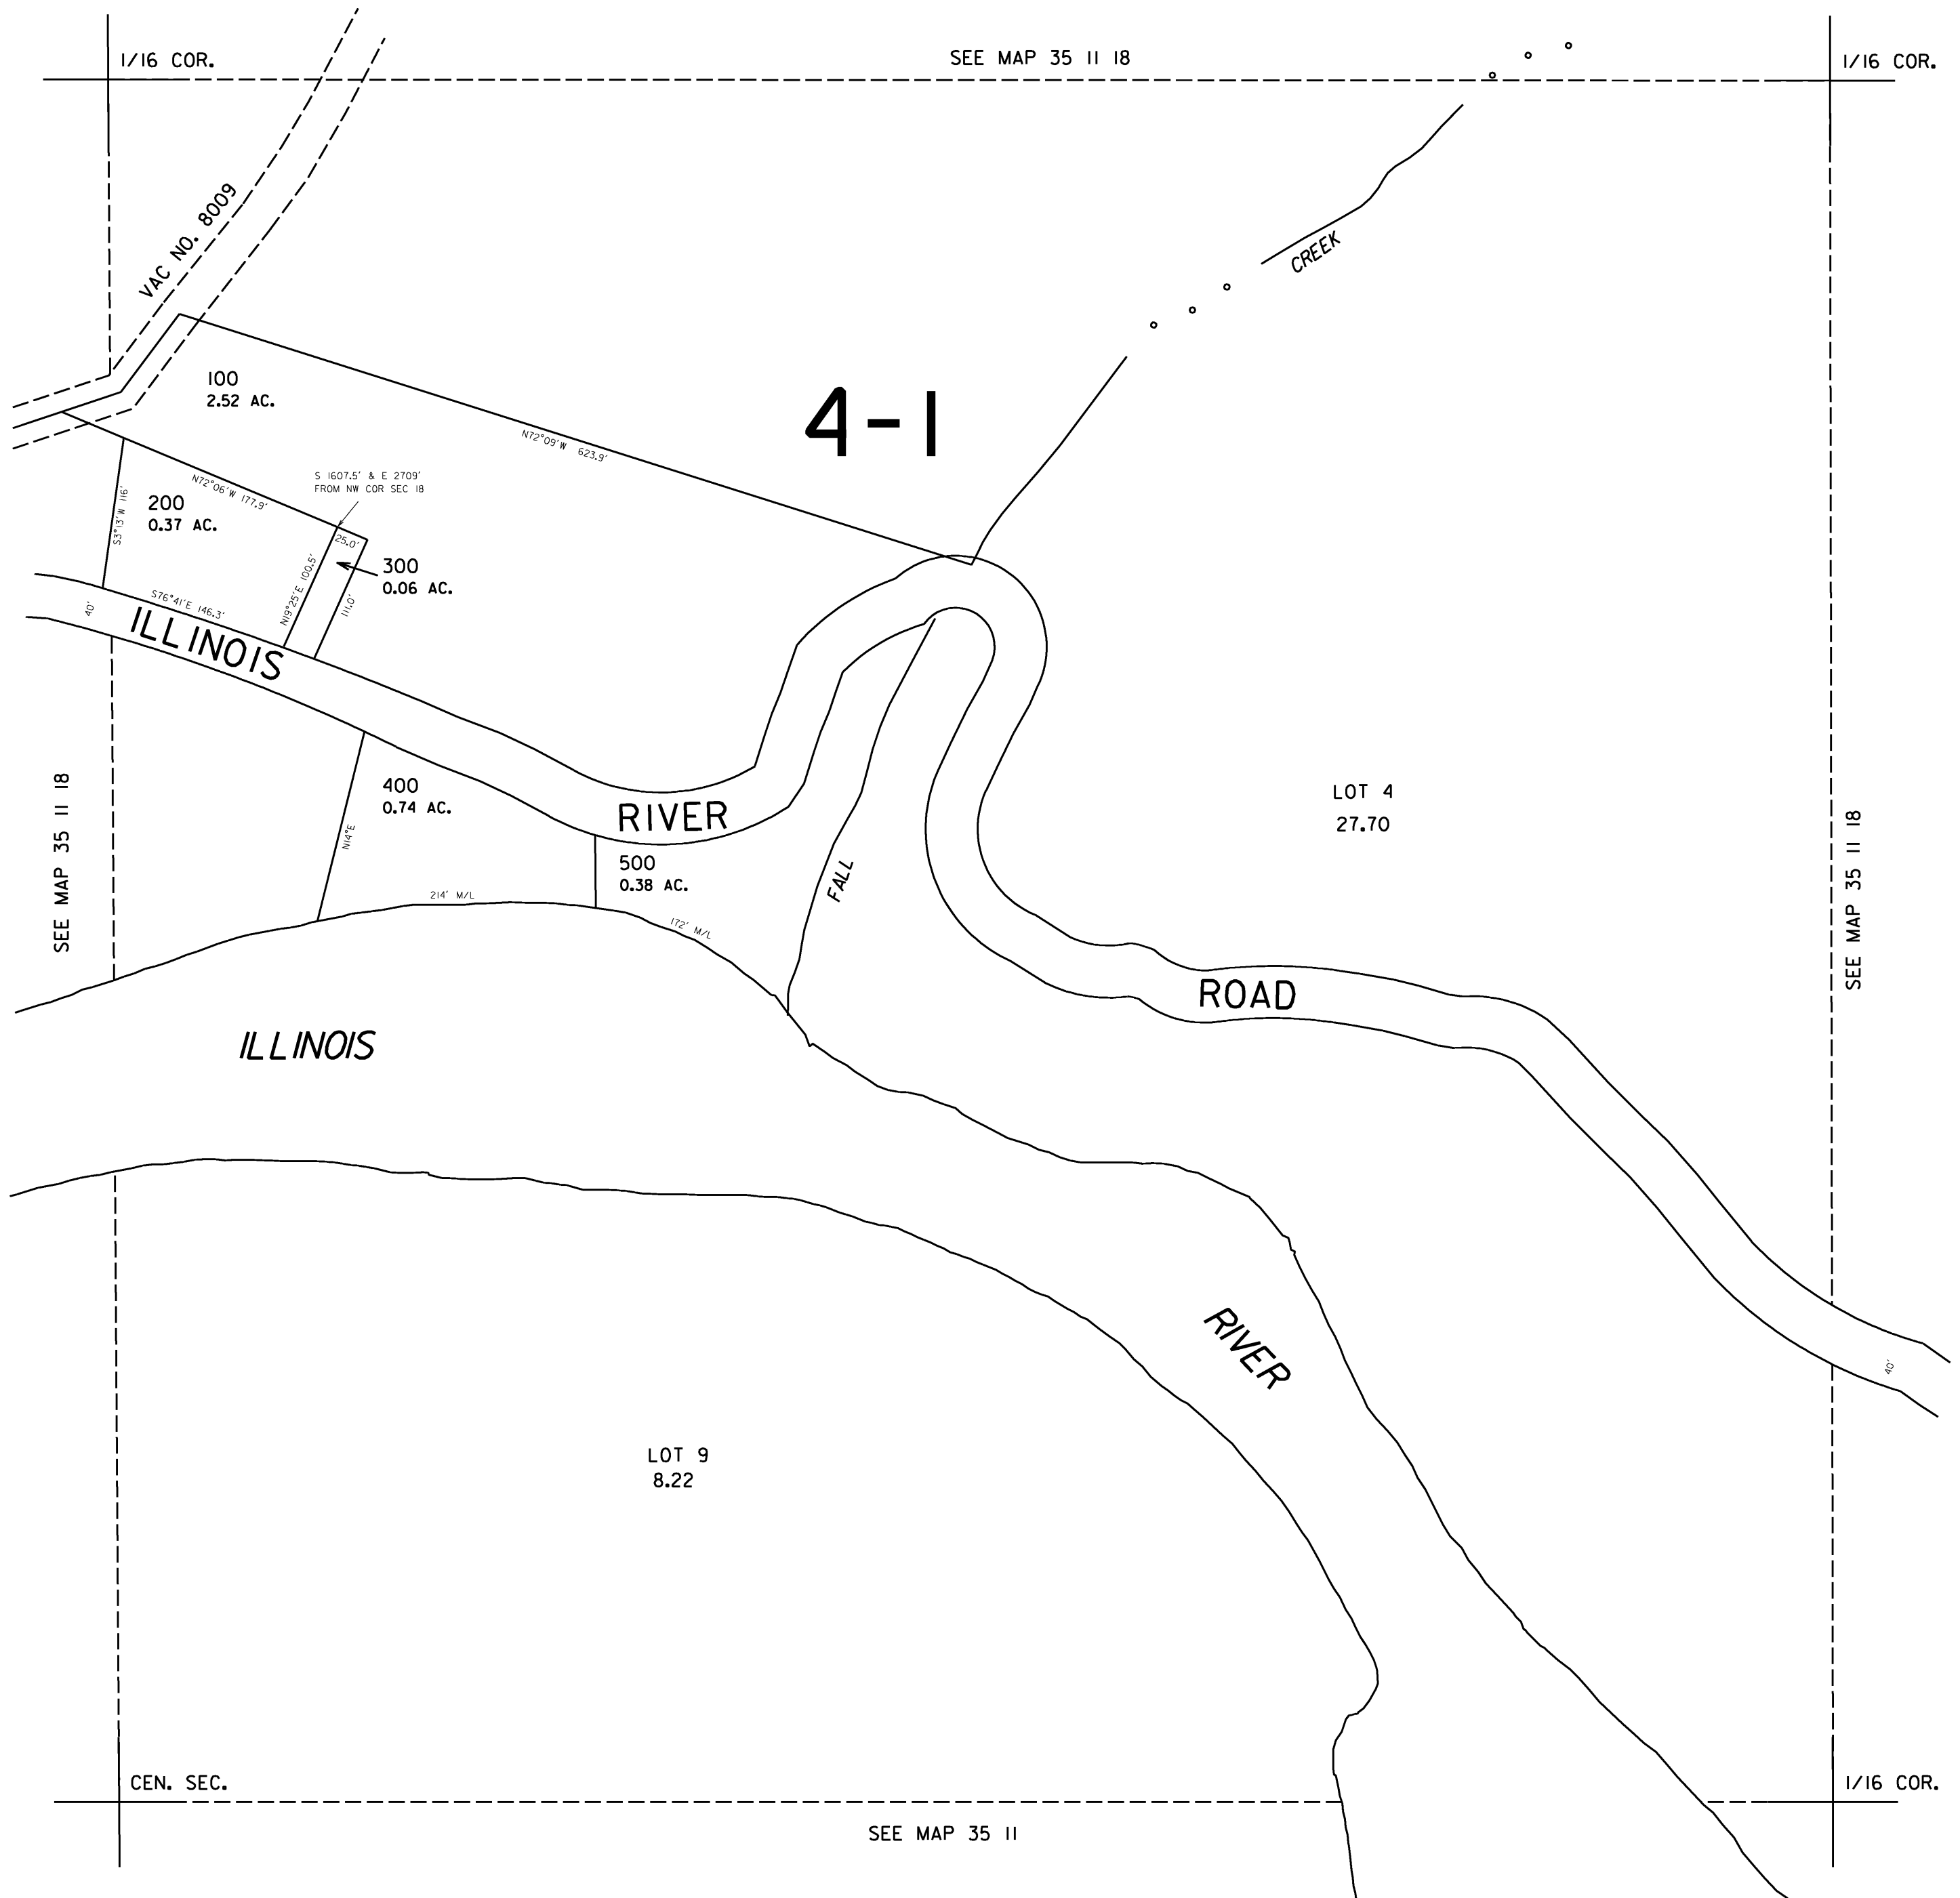 1/16 COR.
SEE MAP 35 11 18
1/16 COR.
VAC NO. 8009
CREEK
100
2.52 AC.
4-1
N72°09'W 623.9'
N72°06'W 177.9'
S 1607.5' & E 2709'
FROM NW COR SEC 18
S3°13'W 116'
200
0.37 AC.
25.0'
300
0.06 AC.
N19°25'E 100.5'
111.0'
S76°41'E 146.3'
40'
ILLINOIS
RIVER
ROAD
400
0.74 AC.
N14°E
500
0.38 AC.
214' M/L
172' M/L
FALL
LOT 4
27.70
SEE MAP 35 11 18
SEE MAP 35 11 18
ILLINOIS
RIVER
40'
LOT 9
8.22
CEN. SEC.
1/16 COR.
SEE MAP 35 11